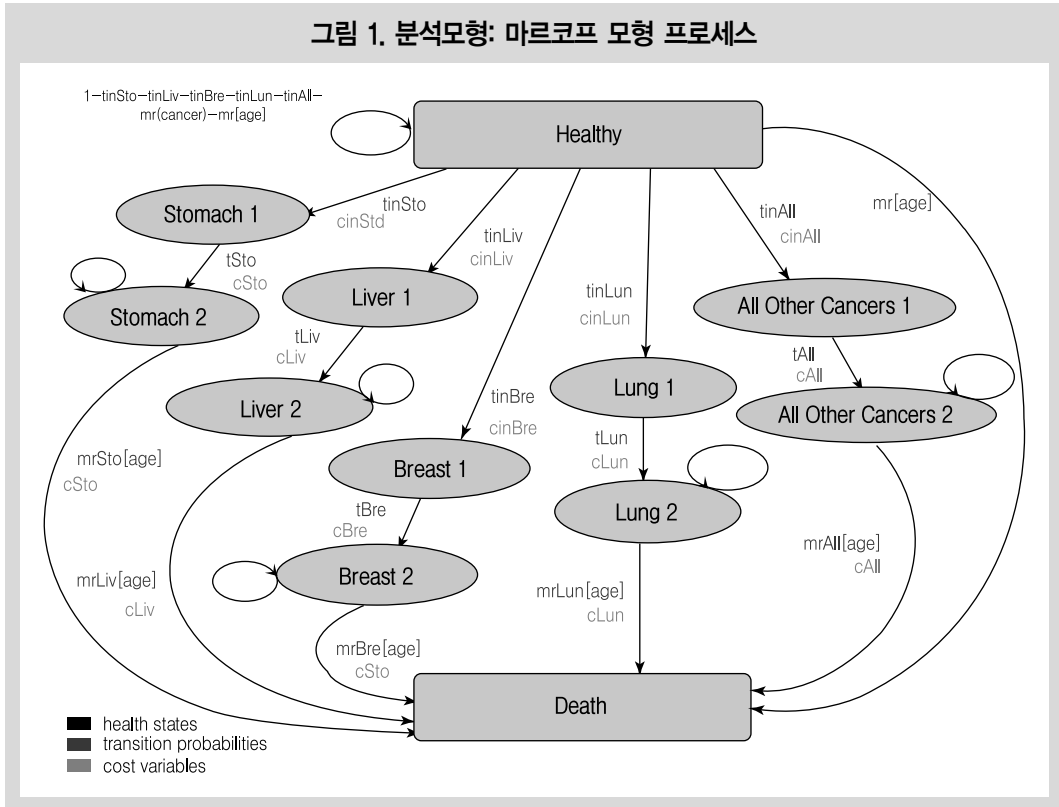 그림 1. 분석모형: 마르코프 모형 프로세스
1-tinSto-tinLiv-tinBre-tinLun-tinAll-
mr(cancer)-mr[age]
Healthy
Stomach 1
tinSto
cinStd
tinLiv
cinLiv
tinAll
cinAll
mr[age]
tSto
cSto
Stomach 2
Liver 1
tinLun
cinLun
All Other Cancers 1
tLiv
cLiv
tAll
cAll
Liver 2
tinBre
cinBre
Lung 1
All Other Cancers 2
mrSto[age]
cSto
Breast 1
tLun
cLun
tBre
cBre
Lung 2
mrLiv[age]
cLiv
Breast 2
mrLun[age]
cLun
mrAll[age]
cAll
mrBre[age]
cSto
Death
health states
transition probabilities
cost variables